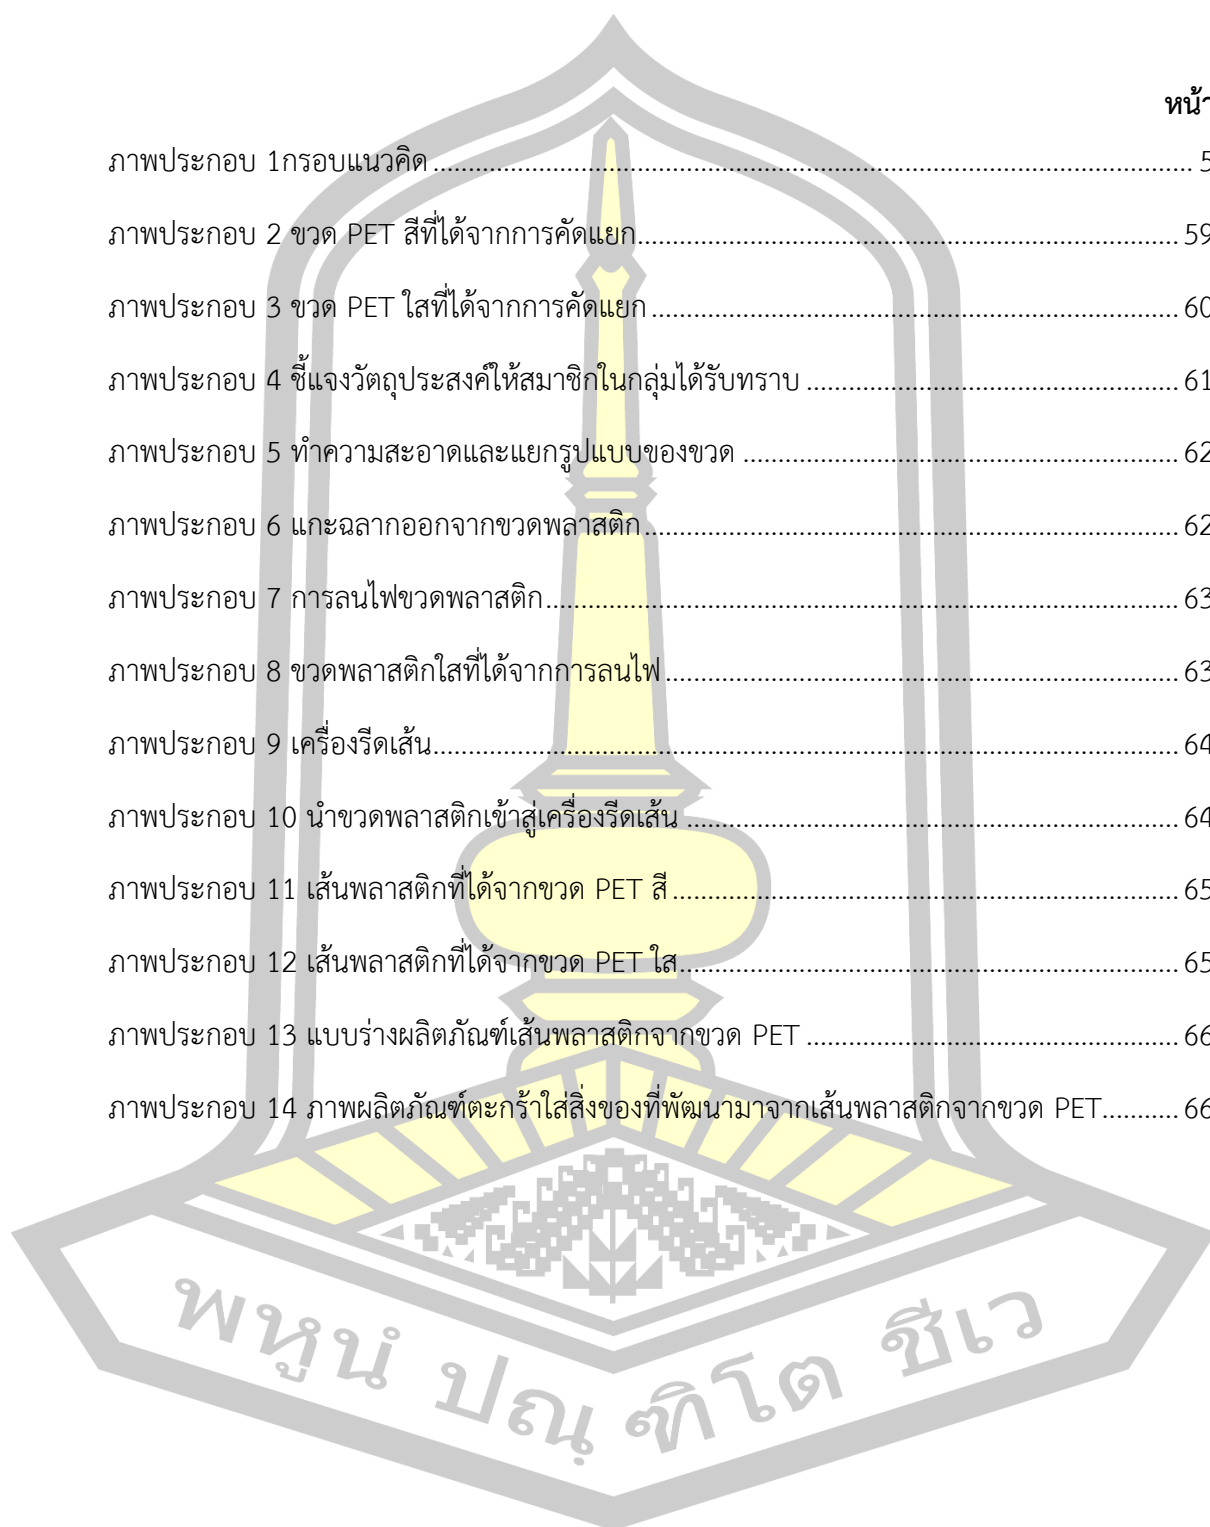 หน้า
ภาพประกอบ 1กรอบแนวคิด ........................................................................................................... 5
ภาพประกอบ 2 ขวด PET สีที่ได้จากการคัดแยก............................................................................ 59
ภาพประกอบ 3 ขวด PET ใสที่ได้จากการคัดแยก .......................................................................... 60
ภาพประกอบ 4 ชี้แจงวัตถุประสงค์ให้สมาชิกในกลุ่มได้รับทราบ .................................................... 61
ภาพประกอบ 5 ทำความสะอาดและแยกรูปแบบของขวด ............................................................. 62
ภาพประกอบ 6 แกะฉลากออกจากขวดพลาสติก ........................................................................... 62
ภาพประกอบ 7 การลนไฟขวดพลาสติก......................................................................................... 63
ภาพประกอบ 8 ขวดพลาสติกใสที่ได้จากการลนไฟ ........................................................................ 63
ภาพประกอบ 9 เครื่องรีดเส้น......................................................................................................... 64
ภาพประกอบ 10 นำขวดพลาสติกเข้าสู่เครื่องรีดเส้น ..................................................................... 64
ภาพประกอบ 11 เส้นพลาสติกที่ได้จากขวด PET สี ....................................................................... 65
ภาพประกอบ 12 เส้นพลาสติกที่ได้จากขวด PET ใส...................................................................... 65
ภาพประกอบ 13 แบบร่างผลิตภัณฑ์เส้นพลาสติกจากขวด PET .................................................... 66
ภาพประกอบ 14 ภาพผลิตภัณฑ์ตะกร้าใส่สิ่งของที่พัฒนามาจากเส้นพลาสติกจากขวด PET........... 66
พหูนํ ปณฺฑิโต ชีเว